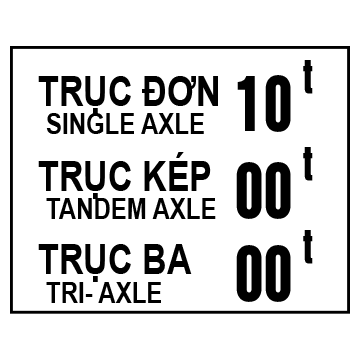 TRỤC ĐƠN 10t
SINGLE AXLE
TRỤC KÉP 00t
TANDEM AXLE
TRỤC BA 00t
TRI- AXLE